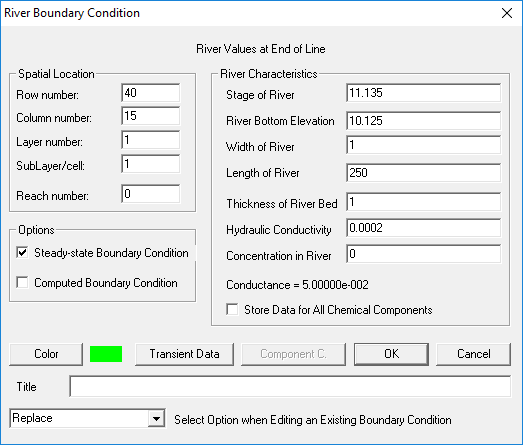 River Boundary Condition
River Values at End of Line
Spatial Location
Row number: 40
Column number: 15
Layer number: 1
SubLayer/cell: 1
Reach number: 0
Options
Steady-state Boundary Condition
Computed Boundary Condition
River Characteristics
Stage of River 11.135
River Bottom Elevation 10.125
Width of River 1
Length of River 250
Thickness of River Bed 1
Hydraulic Conductivity 0.0002
Concentration in River 0
Conductance = 5.00000e-002
Store Data for All Chemical Components
Color Transient Data Component C. OK Cancel
Title
Replace Select Option when Editing an Existing Boundary Condition